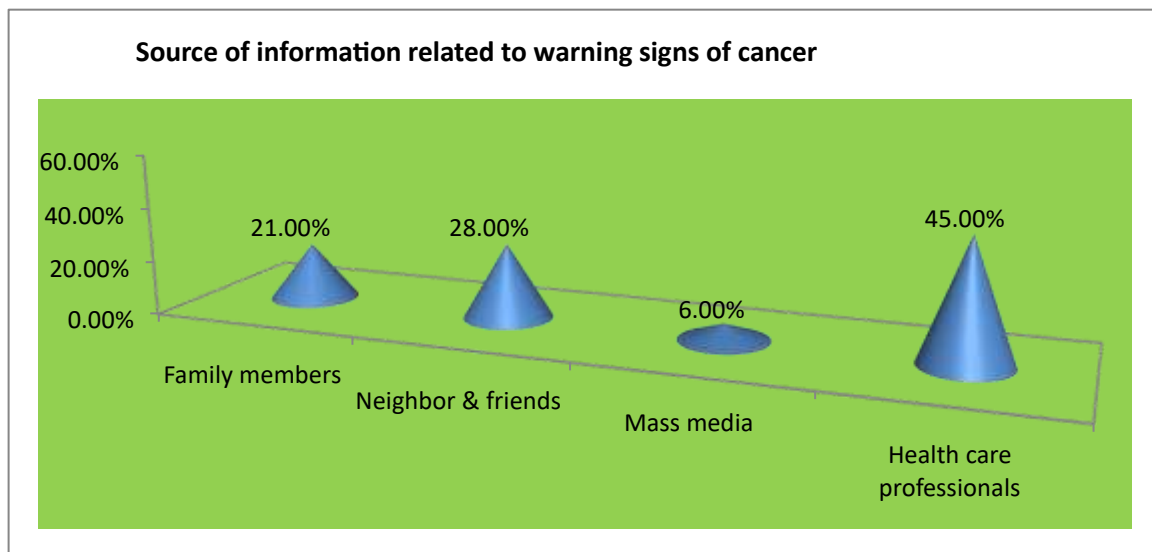 Source of information related to warning signs of cancer
60.00%
40.00%
20.00%
0.00%
21.00%
28.00%
6.00%
45.00%
Family members
Neighbor & friends
Mass media
Health care
professionals